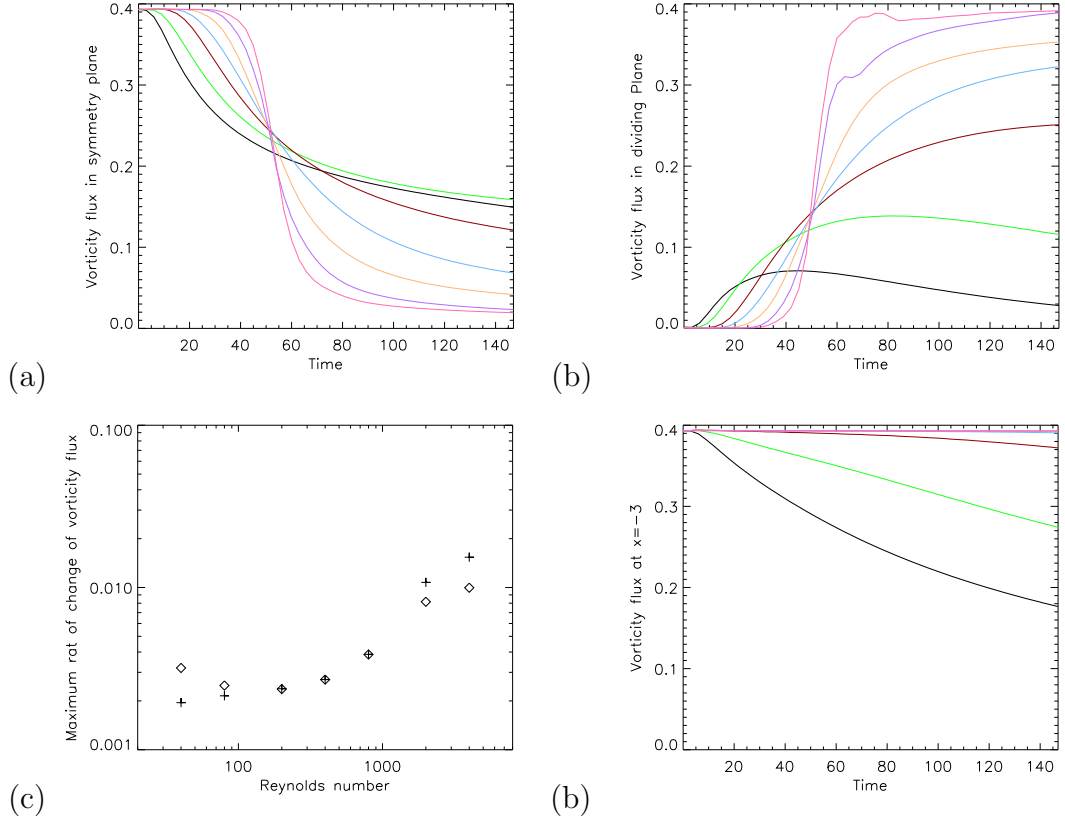 0.4
0.3
0.2
0.1
0.0
Vorticity flux in symmetry plane
20 40 60 80 100 120 140
Time
(a)
0.4
0.3
0.2
0.1
0.0
Vorticity flux in dividing Plane
20 40 60 80 100 120 140
Time
(b)
0.100
0.010
0.001
Maximum rat of change of vorticity flux
100 1000
Reynolds number
(c)
0.4
0.3
0.2
0.1
0.0
Vorticity flux at x=-3
20 40 60 80 100 120 140
Time
(b)